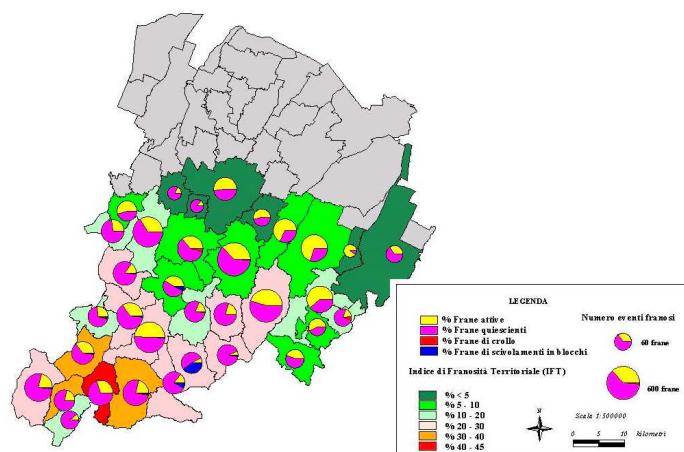 LEGENDA
% Frane attive
% Frane quiescienti
% Frane di crollo
% Frane di scivolamenti in blocchi
Numero eventi franosi
60 frane
600 frane
Indice di Franosità Territoriale (IFT)
% < 5
% 5 - 10
% 10 - 20
% 20 - 30
% 30 - 40
% 40 - 45
N
Scala 1:500000
0 5 10
kilometri